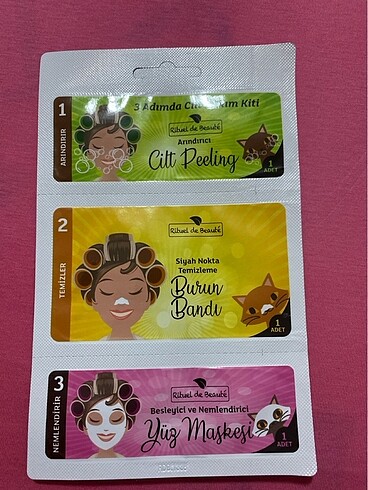 1
ARINDIRIR
3 Adımda Cilt Bakım Kiti
Rituel de Beauté
Arındırıcı
Cilt Peeling
1
ADET
2
TEMİZLER
Rituel de Beauté
Siyah Nokta
Temizleme
Burun
Bandı
1
ADET
3
NEMLENDİRİR
Rituel de Beauté
Besleyici ve Nemlendirici
Yüz Maskesi
1
ADET